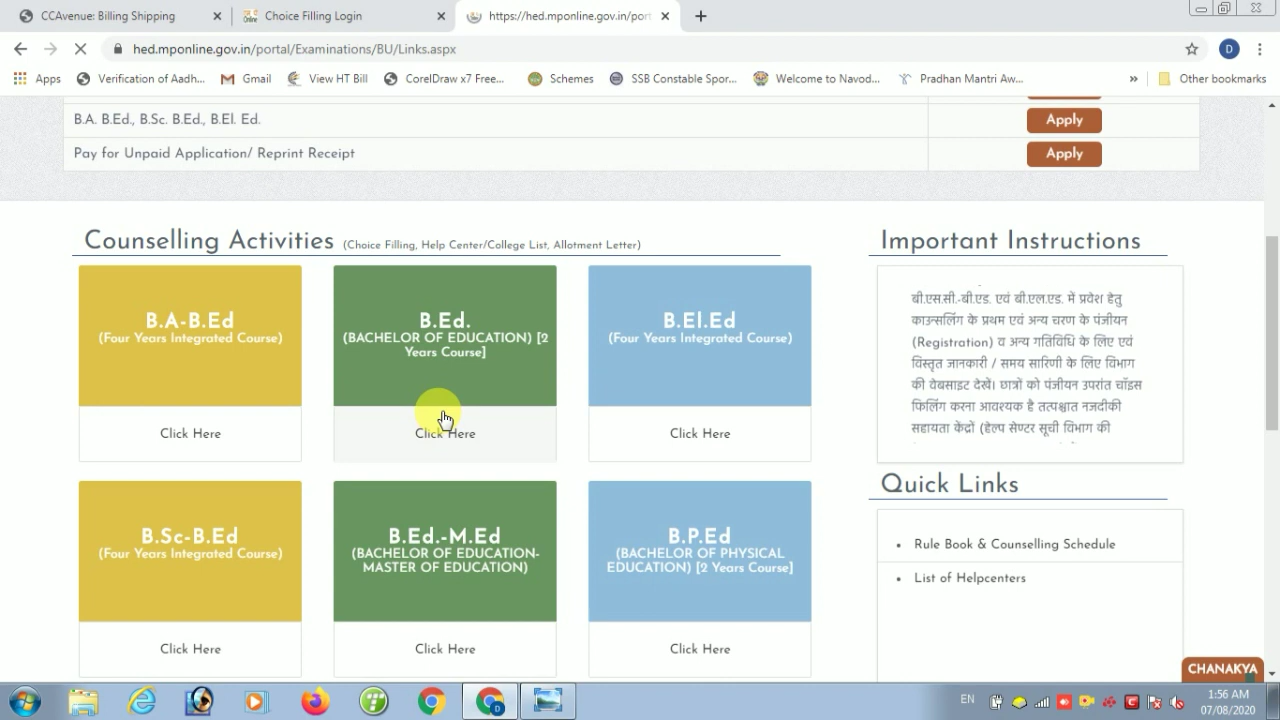 CCAvenue: Billing Shipping
Choice Filling Login
https://hed.mponline.gov.in/port
hed.mponline.gov.in/portal/Examinations/BU/Links.aspx
D
Apps
Verification of Aadh...
Gmail
View HT Bill
CorelDraw x7 Free...
Schemes
SSB Constable Spor...
Welcome to Navod...
Pradhan Mantri Aw...
»
Other bookmarks
B.A. B.Ed., B.Sc. B.Ed., B.El. Ed.
Apply
Pay for Unpaid Application/ Reprint Receipt
Apply
Counselling Activities (Choice Filling, Help Center/College List, Allotment Letter)
B.A-B.Ed
(Four Years Integrated Course)
Click Here
B.Ed.
(BACHELOR OF EDUCATION) [2
Years Course]
Click Here
B.El.Ed
(Four Years Integrated Course)
Click Here
B.Sc-B.Ed
(Four Years Integrated Course)
Click Here
B.Ed.-M.Ed
(BACHELOR OF EDUCATION-
MASTER OF EDUCATION)
Click Here
B.P.Ed
(BACHELOR OF PHYSICAL
EDUCATION) [2 Years Course]
Click Here
Important Instructions
बी.एस.सी.-बी.एड. एवं बी.एल.एड. में प्रवेश हेतु
काउन्सलिंग के प्रथम एवं अन्य चरण के पंजीयन
(Registration) व अन्य गतिविधि के लिए एवं
विस्तृत जानकारी / समय सारिणी के लिए विभाग
की वेबसाइट देखें। छात्रों को पंजीयन उपरांत चॉइस
फिलिंग करना आवश्यक है तत्पश्चात नजदीकी
सहायता केंद्रों (हेल्प सेण्टर सूची विभाग की
Quick Links
• Rule Book & Counselling Schedule
• List of Helpcenters
CHANAKYA
D
EN
1:56 AM
07/08/2020